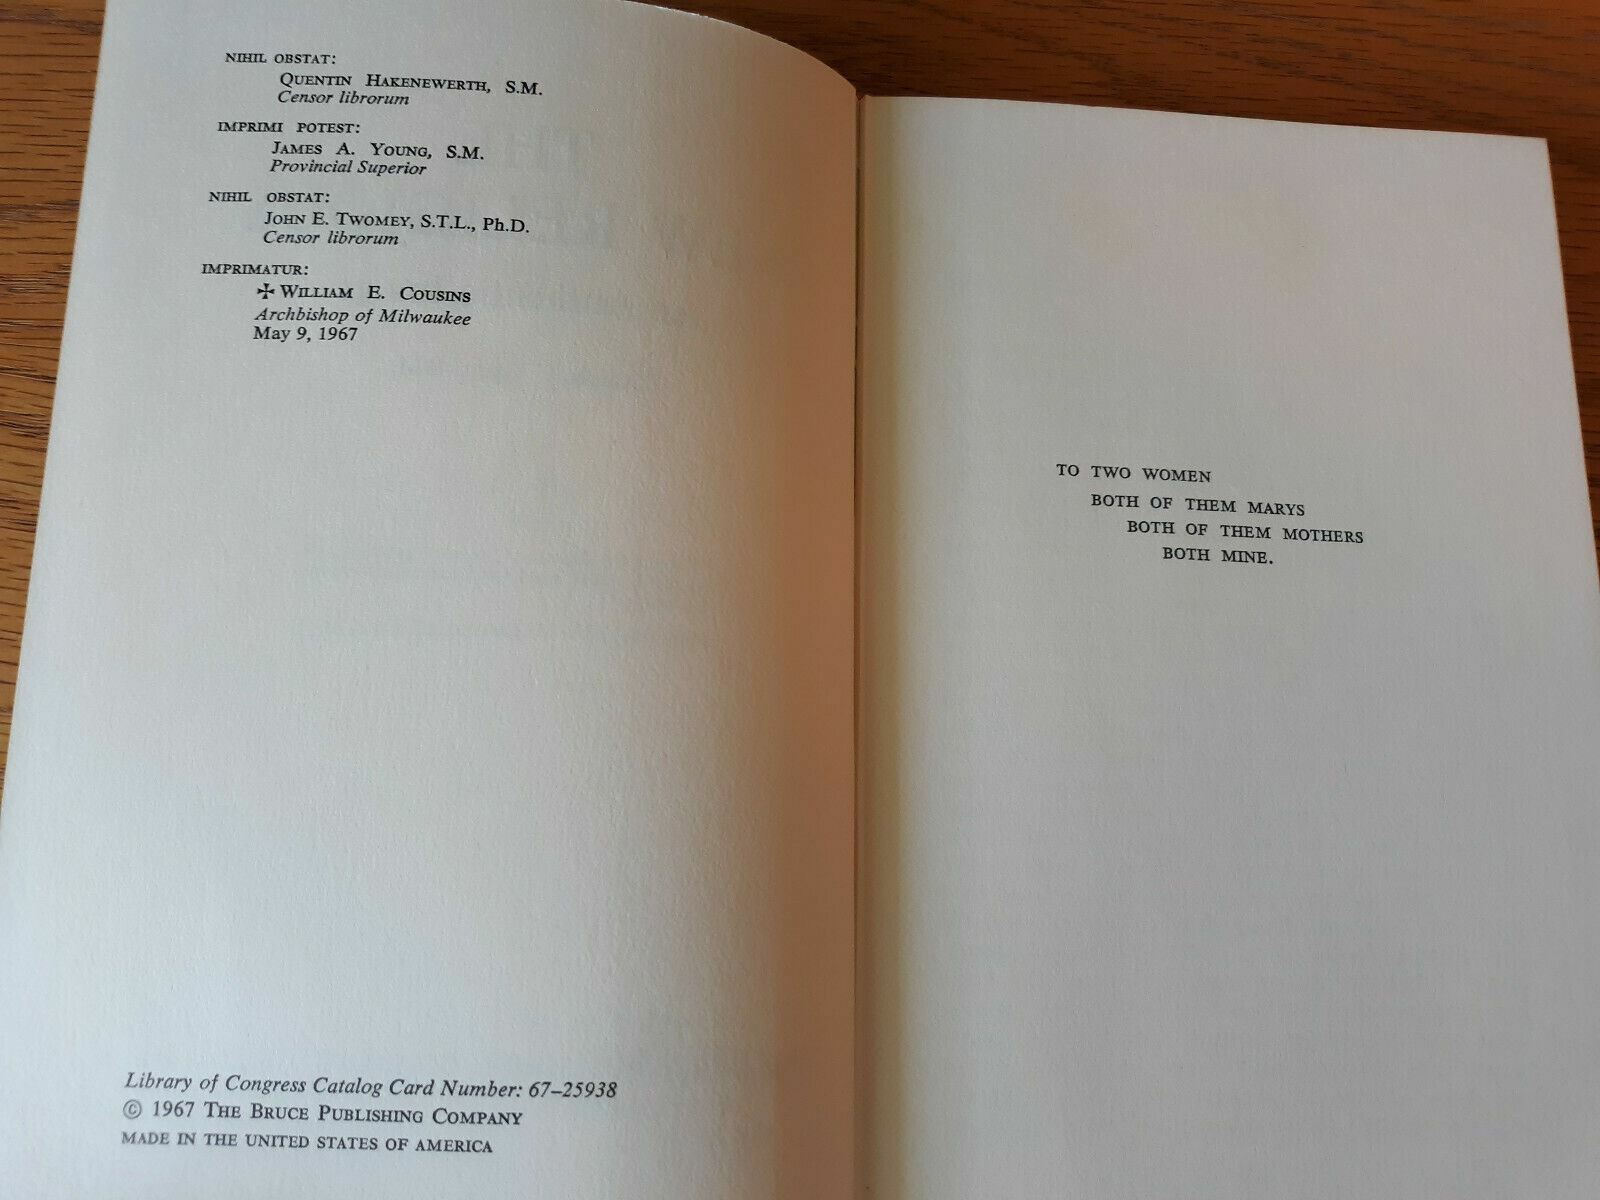 NIHIL OBSTAT:
QUENTIN HAKENEWERTH, S.M.
Censor librorum
IMPRIMI POTEST:
JAMES A. YOUNG, S.M.
Provincial Superior
NIHIL OBSTAT:
JOHN E. TWOMEY, S.T.L., Ph.D.
Censor librorum
IMPRIMATUR:
✠ WILLIAM E. COUSINS
Archbishop of Milwaukee
May 9, 1967
Library of Congress Catalog Card Number: 67–25938
© 1967 THE BRUCE PUBLISHING COMPANY
MADE IN THE UNITED STATES OF AMERICA
TO TWO WOMEN
BOTH OF THEM MARYS
BOTH OF THEM MOTHERS
BOTH MINE.